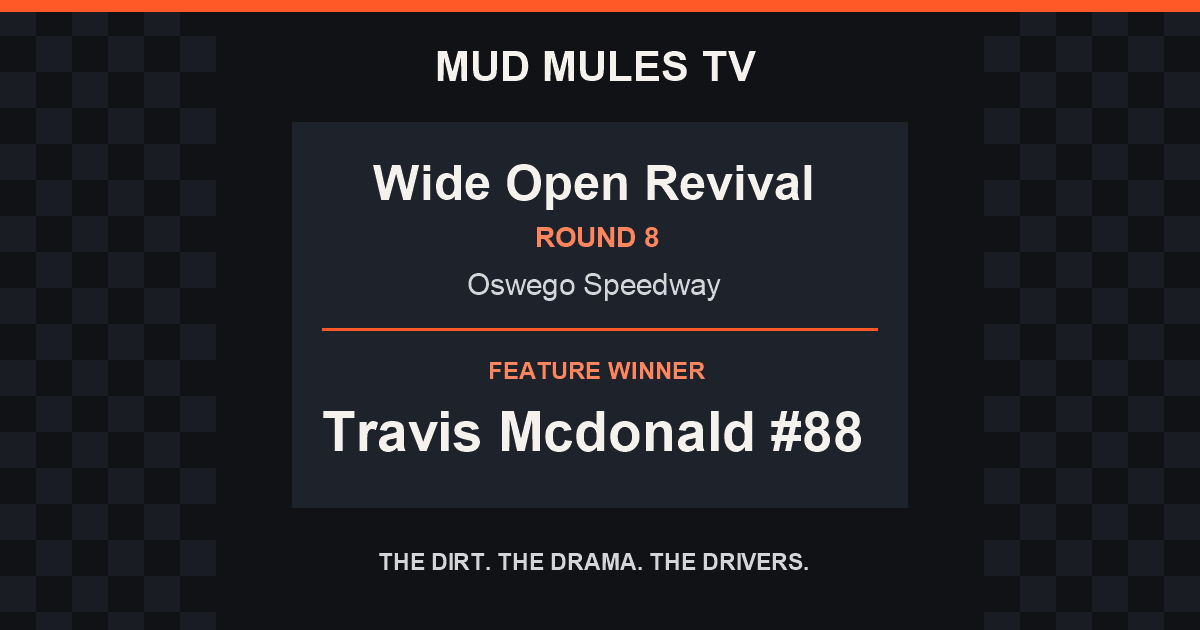 MUD MULES TV
Wide Open Revival
ROUND 8
Oswego Speedway
FEATURE WINNER
Travis Mcdonald #88
THE DIRT. THE DRAMA. THE DRIVERS.